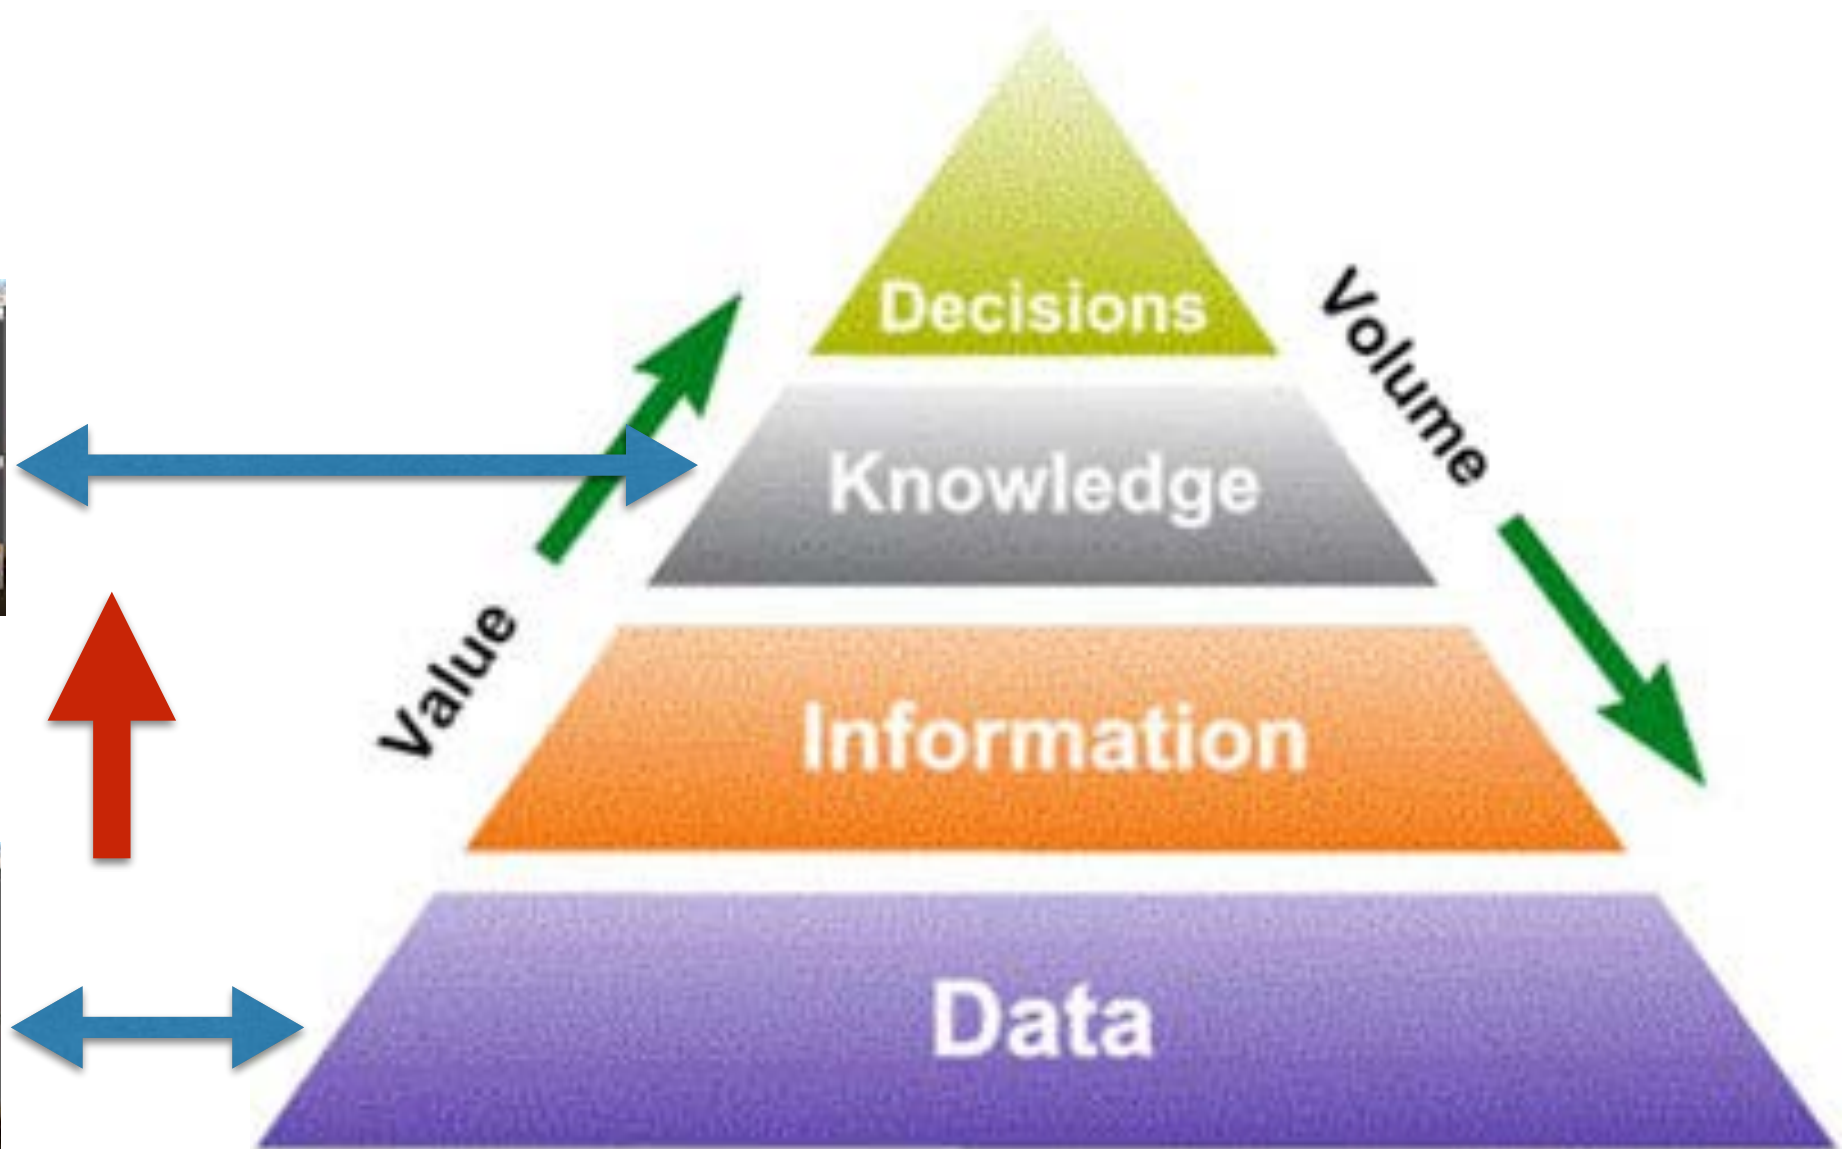 Decisions
Volume
Knowledge
Value
Information
Data